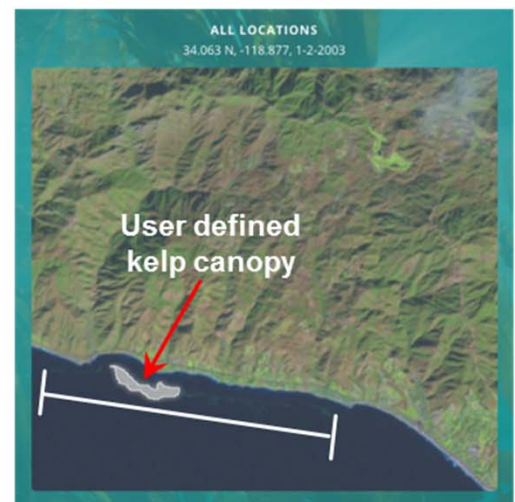 ALL LOCATIONS
34.063 N, -118.877, 1-2-2003
User defined
kelp canopy